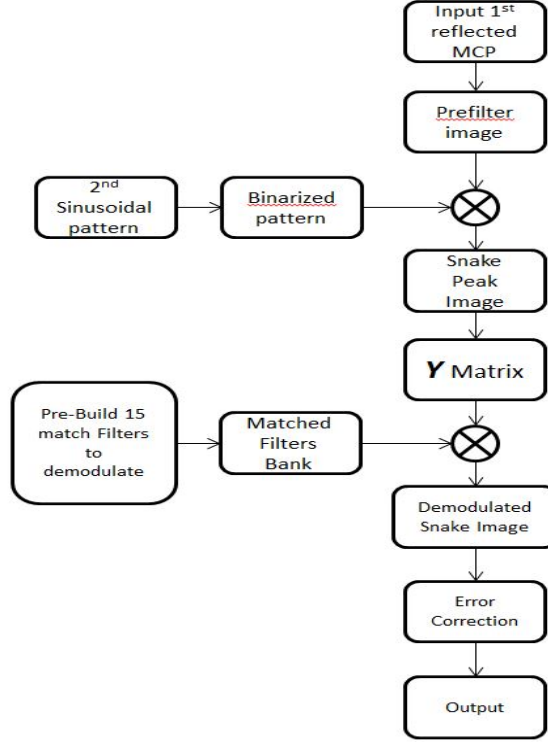 Input 1st
reflected
MCP
Prefilter
image
2nd
Sinusoidal
pattern
Binarized
pattern
Snake
Peak
Image
Y Matrix
Pre-Build 15
match Filters
to
demodulate
Matched
Filters
Bank
Demodulated
Snake Image
Error
Correction
Output